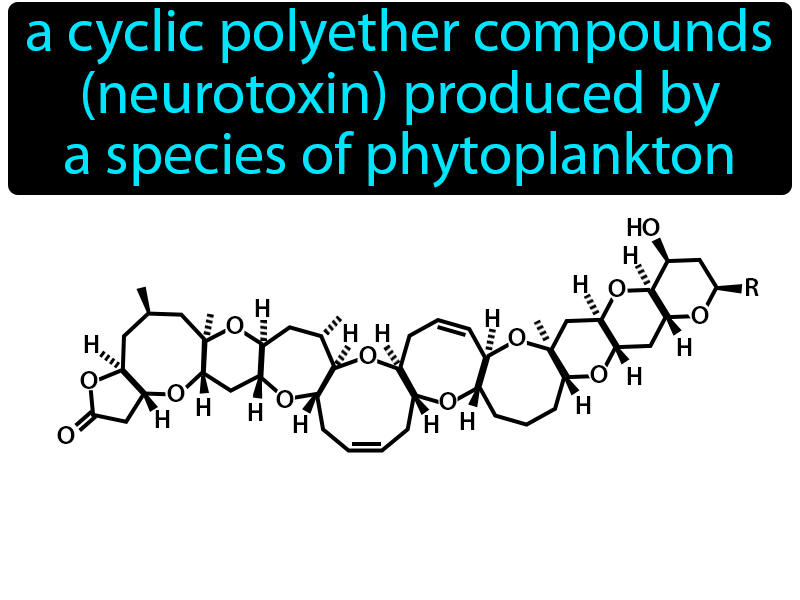 a cyclic polyether compounds
(neurotoxin) produced by
a species of phytoplankton
HO
H
H
O
R
O
H
H
H
O
H
O
H
H
O
H
H
O
H
O
O
H
H
H
O
H
H
H
O
O